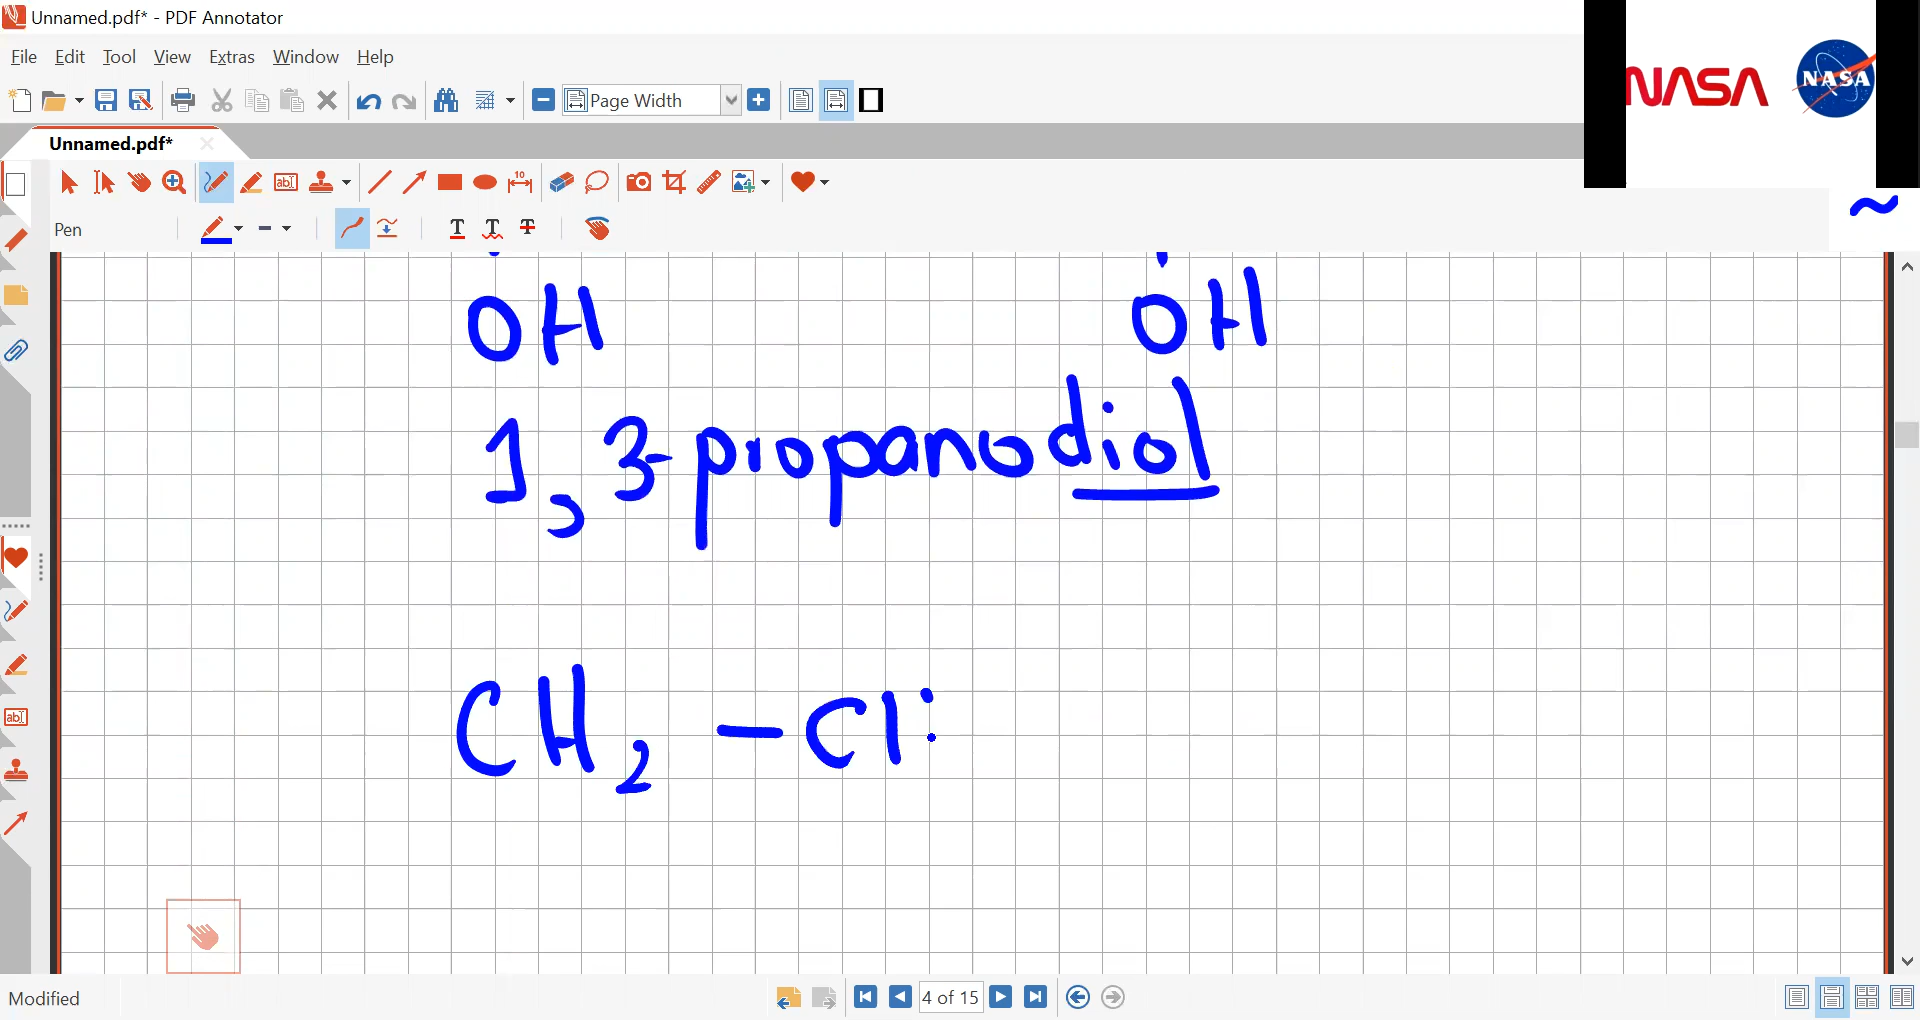 Unnamed.pdf* - PDF Annotator
File Edit Tool View Extras Window Help
Page Width
NASA NASA
Unnamed.pdf*
Pen
OH OH
1,3-propanodiol
CH₂ - Cl:
Modified
4 of 15